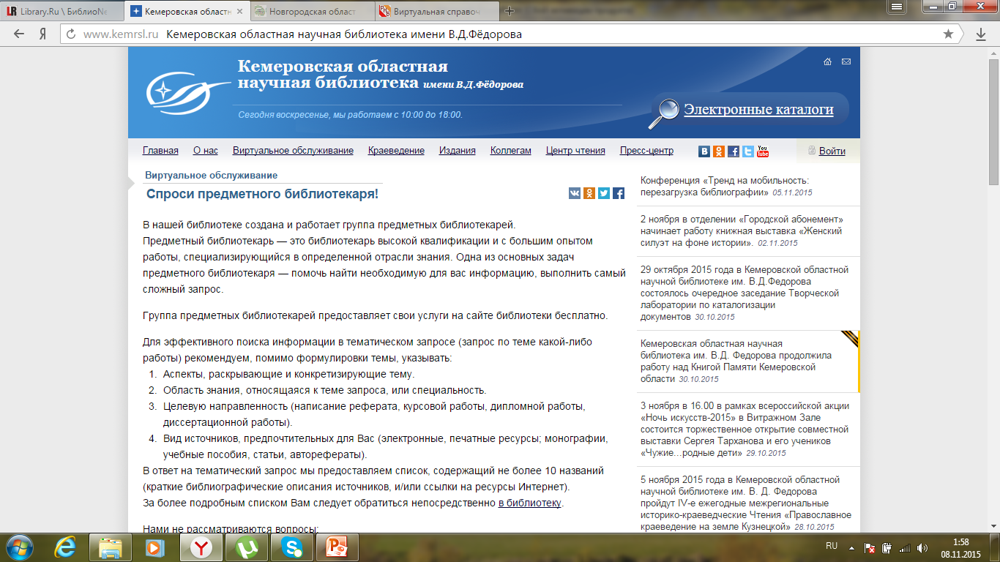 Library.Ru \ БиблиоNe
Кемеровская областн
Новгородская област
Виртуальная справоч
www.kemrsl.ru Кемеровская областная научная библиотека имени В.Д.Фёдорова
Кемеровская областная
научная библиотека имени В.Д.Фёдорова
Сегодня воскресенье, мы работаем с 10:00 до 18:00.
Электронные каталоги
Главная О нас Виртуальное обслуживание Краеведение Издания Коллегам Центр чтения Пресс-центр
You
Tube
Войти
Виртуальное обслуживание
Спроси предметного библиотекаря!
В нашей библиотеке создана и работает группа предметных библиотекарей.
Предметный библиотекарь — это библиотекарь высокой квалификации и с большим опытом
работы, специализирующийся в определенной отрасли знания. Одна из основных задач
предметного библиотекаря — помочь найти необходимую для вас информацию, выполнить самый
сложный запрос.
Группа предметных библиотекарей предоставляет свои услуги на сайте библиотеки бесплатно.
Для эффективного поиска информации в тематическом запросе (запрос по теме какой-либо
работы) рекомендуем, помимо формулировки темы, указывать:
1. Аспекты, раскрывающие и конкретизирующие тему.
2. Область знания, относящаяся к теме запроса, или специальность.
3. Целевую направленность (написание реферата, курсовой работы, дипломной работы,
диссертационной работы).
4. Вид источников, предпочтительных для Вас (электронные, печатные ресурсы; монографии,
учебные пособия, статьи, авторефераты).
В ответ на тематический запрос мы предоставляем список, содержащий не более 10 названий
(краткие библиографические описания источников, и/или ссылки на ресурсы Интернет).
За более подробным списком Вам следует обратиться непосредственно в библиотеку.
Нами не рассматриваются вопросы:
Конференция «Тренд на мобильность:
перезагрузка библиографии» 05.11.2015
2 ноября в отделении «Городской абонемент»
начинает работу книжная выставка «Женский
силуэт на фоне истории». 02.11.2015
29 октября 2015 года в Кемеровской областной
научной библиотеке им. В.Д.Федорова
состоялось очередное заседание Творческой
лаборатории по каталогизации
документов 30.10.2015
Кемеровская областная научная
библиотека им. В.Д. Федорова продолжила
работу над Книгой Памяти Кемеровской
области 30.10.2015
3 ноября в 16.00 в рамках всероссийской акции
«Ночь искусств-2015» в Витражном Зале
состоится торжественное открытие совместной
выставки Сергея Тарханова и его учеников
«Чужие...родные дети» 29.10.2015
5 ноября 2015 года в Кемеровской областной
научной библиотеке им. В. Д. Федорова
пройдут IV-е ежегодные межрегиональные
историко-краеведческие Чтения «Православное
краеведение на земле Кузнецкой» 28.10.2015
RU
1:58
08.11.2015